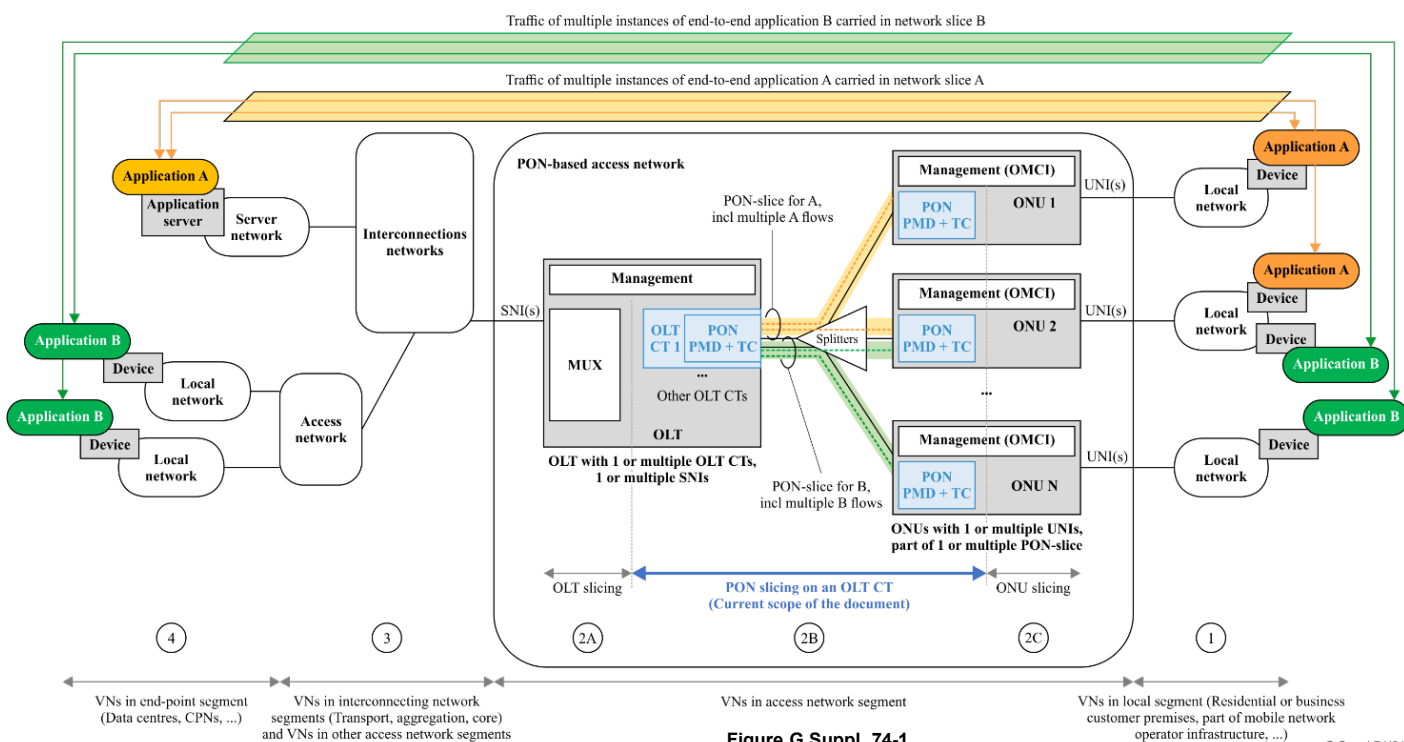 Traffic of multiple instances of end-to-end application B carried in network slice B
Traffic of multiple instances of end-to-end application A carried in network slice A
Application A
Application
server
Server
network
Interconnections
networks
Application B
Device
Local
network
Application B
Device
Local
network
Access
network
SNI(s)
PON-based access network
Management
MUX
OLT
CT 1
PON
PMD + TC
...
Other OLT CTs
OLT
OLT with 1 or multiple OLT CTs,
1 or multiple SNIs
PON-slice for A,
incl multiple A flows
Splitters
PON-slice for B,
incl multiple B flows
Management (OMCI)
PON
PMD + TC
ONU 1
Management (OMCI)
PON
PMD + TC
ONU 2
...
Management (OMCI)
PON
PMD + TC
ONU N
ONUs with 1 or multiple UNIs,
part of 1 or multiple PON-slice
UNI(s)
UNI(s)
UNI(s)
Local
network
Device
Application A
Local
network
Application A
Device
Device
Application B
Local
network
Device
Application B
OLT slicing
PON slicing on an OLT CT
(Current scope of the document)
ONU slicing
4
3
2A
2B
2C
1
VNs in end-point segment
(Data centres, CPNs, ...)
VNs in interconnecting network
segments (Transport, aggregation, core)
and VNs in other access network segments
VNs in access network segment
VNs in local segment (Residential or business
customer premises, part of mobile network
operator infrastructure, ...)
Figure G Suppl. 74-1